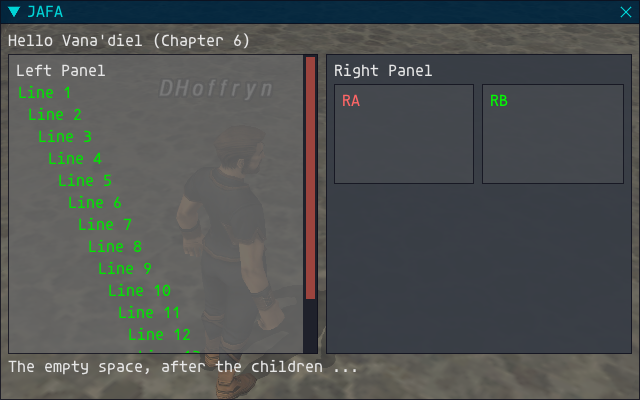 JAFA
Hello Vana'diel (Chapter 6)
Left Panel
DHoffryn
Line 1
Line 2
Line 3
Line 4
Line 5
Line 6
Line 7
Line 8
Line 9
Line 10
Line 11
Line 12
Right Panel
RA
RB
The empty space, after the children ...